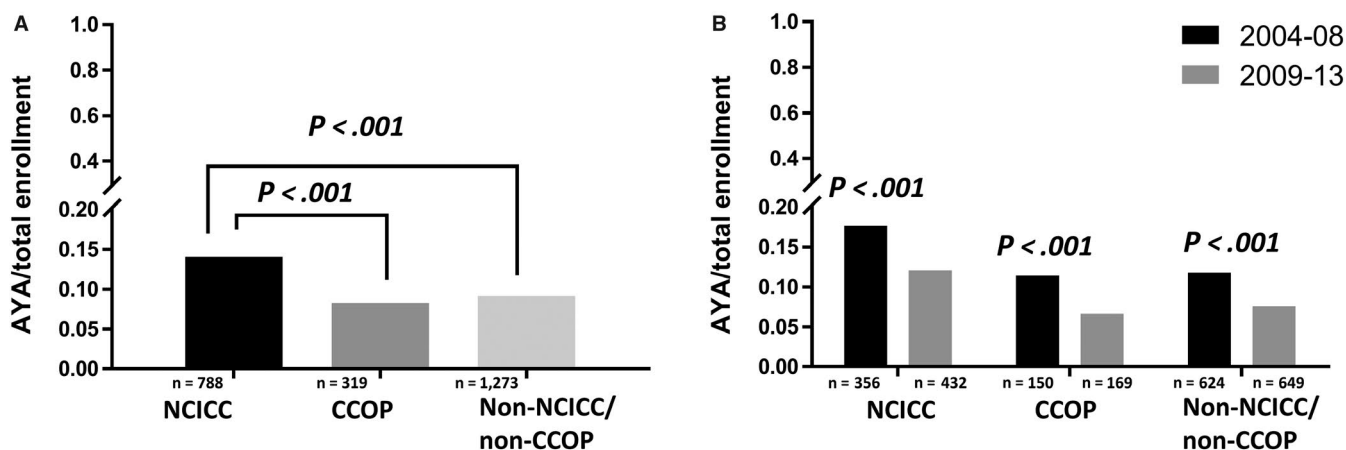 A
AYA/total enrollment
1.0
0.8
0.6
0.4
0.20
0.15
0.10
0.05
0.00
P < .001
P < .001
n = 788
n = 319
n = 1,273
NCICC
CCOP
Non-NCICC/
non-CCOP
B
AYA/total enrollment
1.0
0.8
0.6
0.4
0.20
0.15
0.10
0.05
0.00
2004-08
2009-13
P < .001
P < .001
P < .001
n = 356
n = 432
n = 150
n = 169
n = 624
n = 649
NCICC
CCOP
Non-NCICC/
non-CCOP